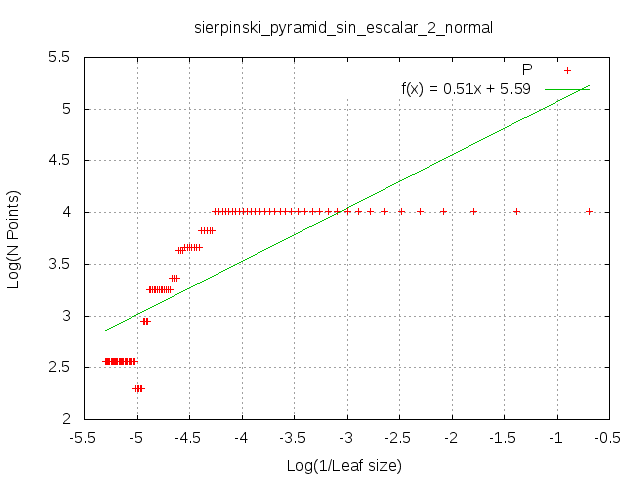 sierpinski_pyramid_sin_escalar_2_normal
P
f(x) = 0.51x + 5.59
5.5
5
4.5
4
3.5
3
2.5
2
Log(N Points)
-5.5 -5 -4.5 -4 -3.5 -3 -2.5 -2 -1.5 -1 -0.5
Log(1/Leaf size)